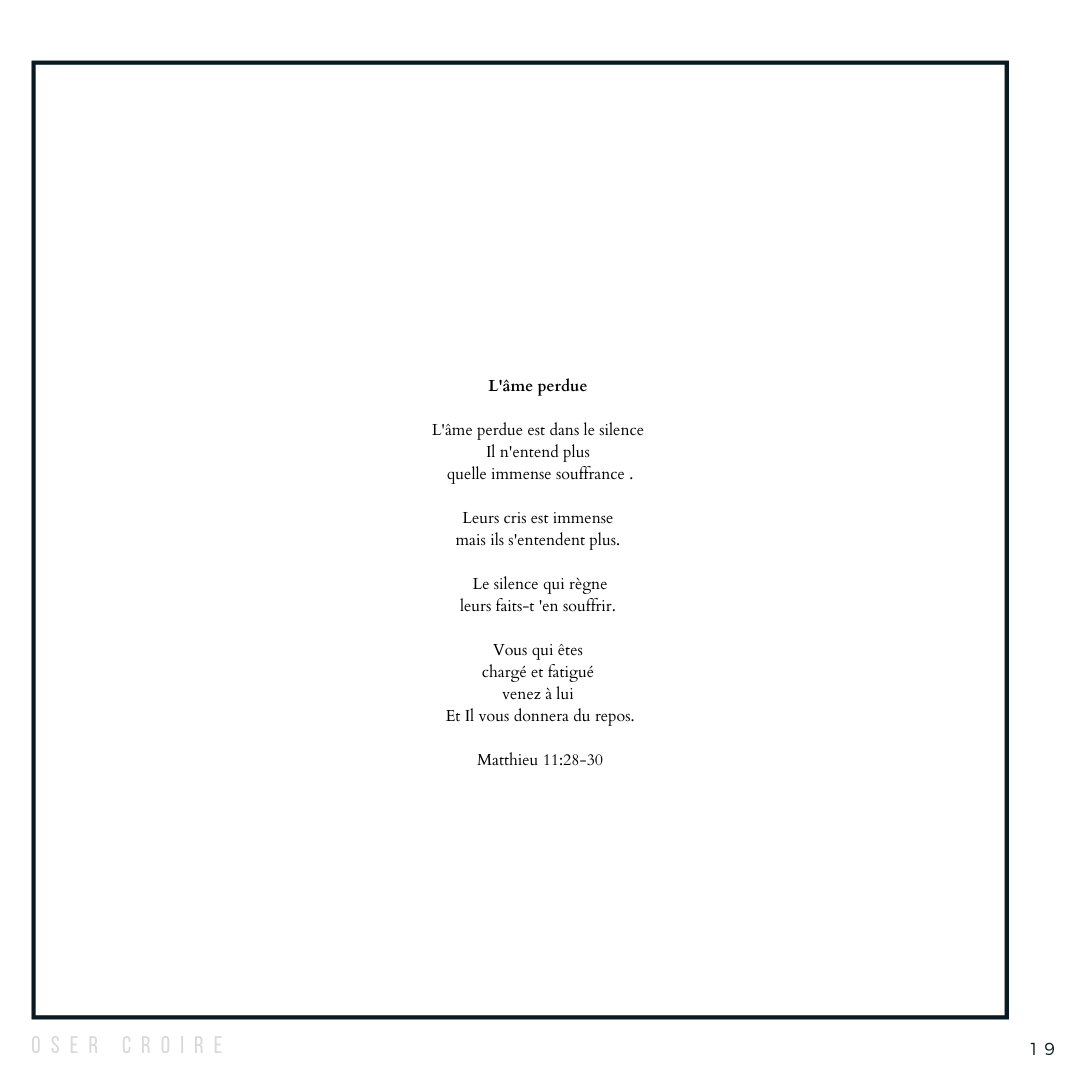 L'âme perdue
L'âme perdue est dans le silence
Il n'entend plus
quelle immense souffrance .
Leurs cris est immense
mais ils s'entendent plus.
Le silence qui règne
leurs faits-t 'en souffrir.
Vous qui êtes
chargé et fatigué
venez à lui
Et Il vous donnera du repos.
Matthieu 11:28-30
OSER CROIRE
19